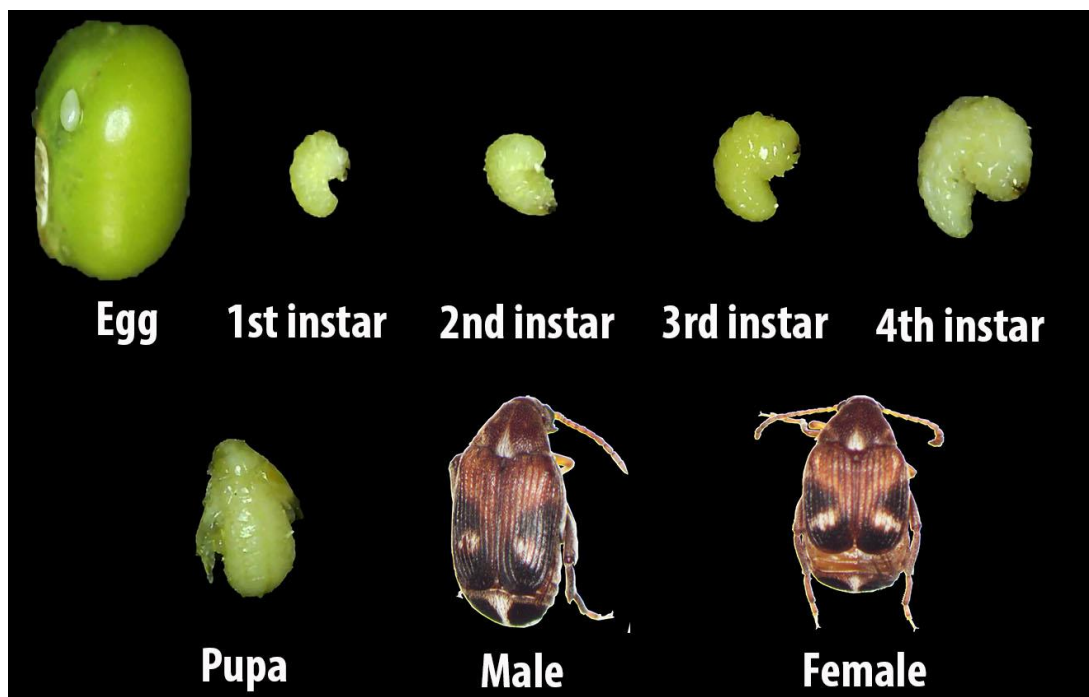 Egg
1st instar
2nd instar
3rd instar
4th instar
Pupa
Male
Female